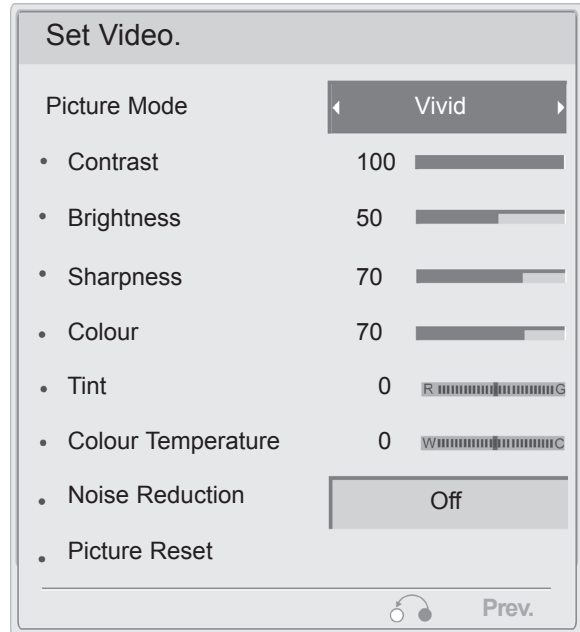 Set Video.
Picture Mode Vivid
• Contrast 100
• Brightness 50
• Sharpness 70
• Colour 70
• Tint 0 R G
• Colour Temperature 0 W C
• Noise Reduction Off
• Picture Reset
Prev.